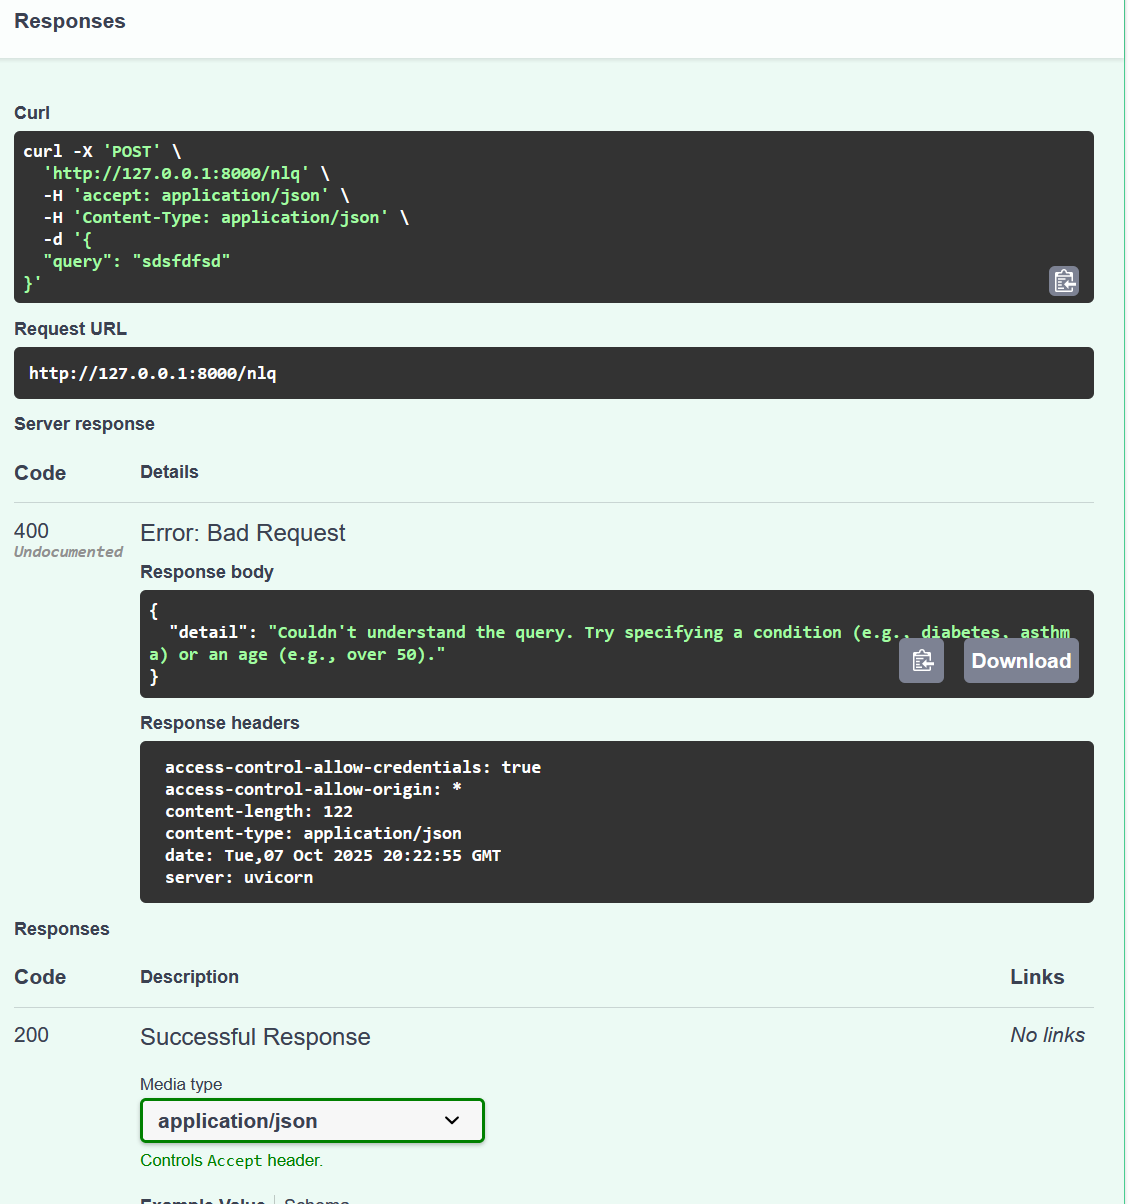 Responses
Curl
curl -X 'POST' \
'http://127.0.0.1:8000/nlq' \
-H 'accept: application/json' \
-H 'Content-Type: application/json' \
-d '{
"query": "sdsfdfsd"
}'
Request URL
http://127.0.0.1:8000/nlq
Server response
Code Details
400 Error: Bad Request
Undocumented
Response body
{
"detail": "Couldn't understand the query. Try specifying a condition (e.g., diabetes, asthm
a) or an age (e.g., over 50)."
}
Download
Response headers
access-control-allow-credentials: true
access-control-allow-origin: *
content-length: 122
content-type: application/json
date: Tue,07 Oct 2025 20:22:55 GMT
server: uvicorn
Responses
Code Description Links
200 Successful Response No links
Media type
application/json
Controls Accept header.
Example Value Schema